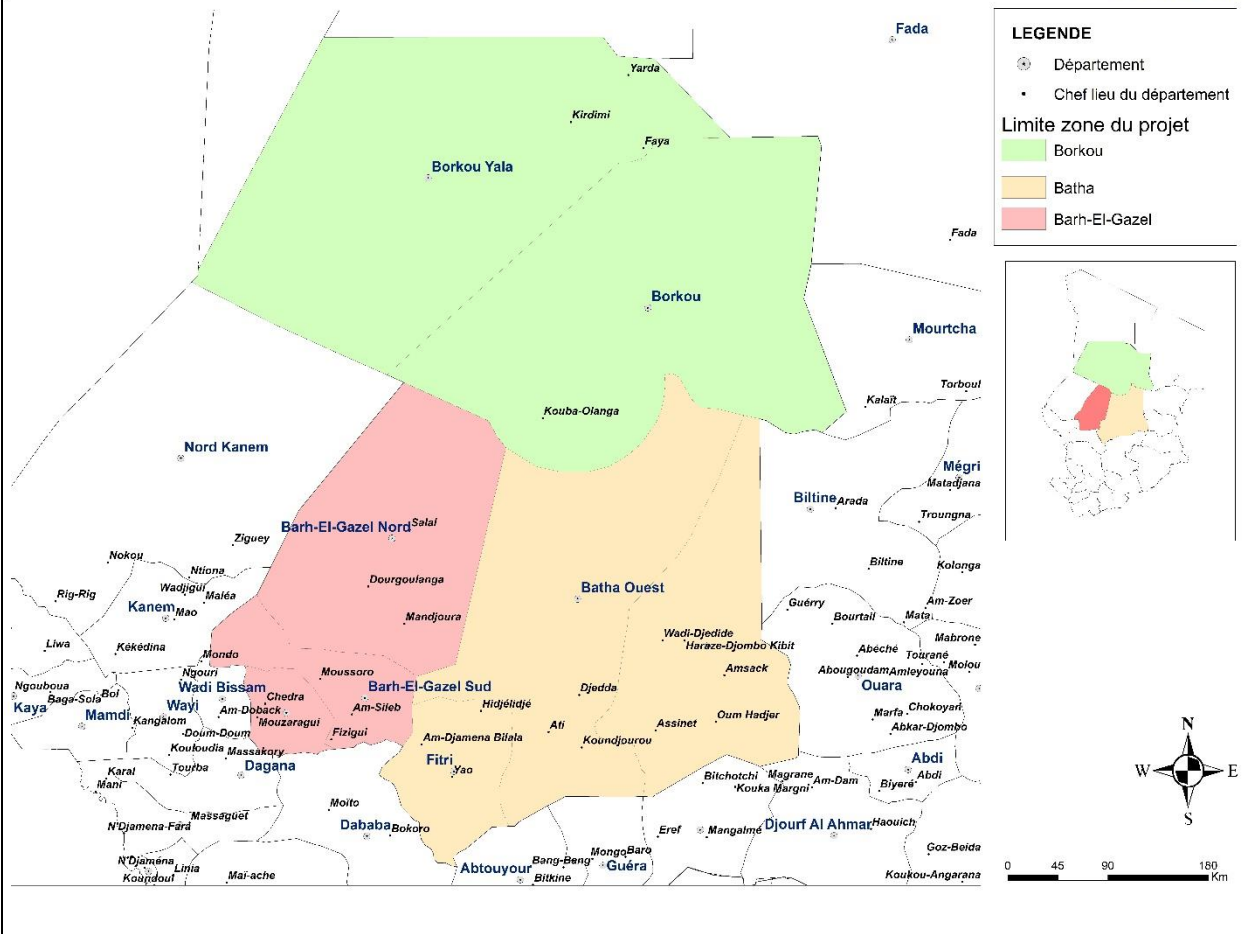 Fada
LEGENDE
Département
Chef lieu du département
Limite zone du projet
Borkou
Batha
Barh-El-Gazel
Yarda
Kirdimi
Faya
Borkou Yala
Fada
Borkou
Mourtcha
Torboul
Kalaït
Kouba-Olanga
Nord Kanem
Mégri
Matadjana
Biltine
Arada
Troungna
Barh-El-Gazel Nord
Salal
Ziguey
Nokou
Ntiona
Biltine
Kolonga
Dourgoulanga
Batha Ouest
Wadjigui
Maléa
Rig-Rig
Kanem
Mao
Guérry
Am-Zoer
Mandjoura
Bourtail
Mata
Wadi-Djedide
Haraze-Djombo Kibit
Mabrone
Liwa
Kékédina
Mondo
Abéché
Tourané
Moussoro
Amsack
Abougoudam
Amleyouna
Molou
Ngouri
Ngouboua
Wadi Bissam
Barh-El-Gazel Sud
Djedda
Ouara
Kaya
Baga-Sola
Bol
Wayi
Chedra
Hidjélidjé
Am-Doback
Am-Sileb
Mamdi
Kangalom
Mouzaragui
Ati
Assinet
Oum Hadjer
Marfa
Chokoyan
Abkar-Djombo
Doum-Doum
Fizigui
Am-Djamena Bilala
Koundjourou
Kouloudia
Massakory
Fitri
Yao
Abdi
Tourba
Dagana
Karal
Mani
Bitchotchi
Magrane
Am-Dam
Kouka Margni
Biyeré
Abdi
N
W
E
S
Moïto
Massaguet
N'Djamena-Fara
Dababa
Bokoro
Eref
Mangalmé
Djourf Al Ahmar
Haouich
N'Djaména
Linia
Koundoul
Maï-ache
Abtouyour
Bang-Beng
Bitkine
Mongo
Baro
Guéra
Goz-Beida
Koukou-Angarana
0 45 90 180
Km